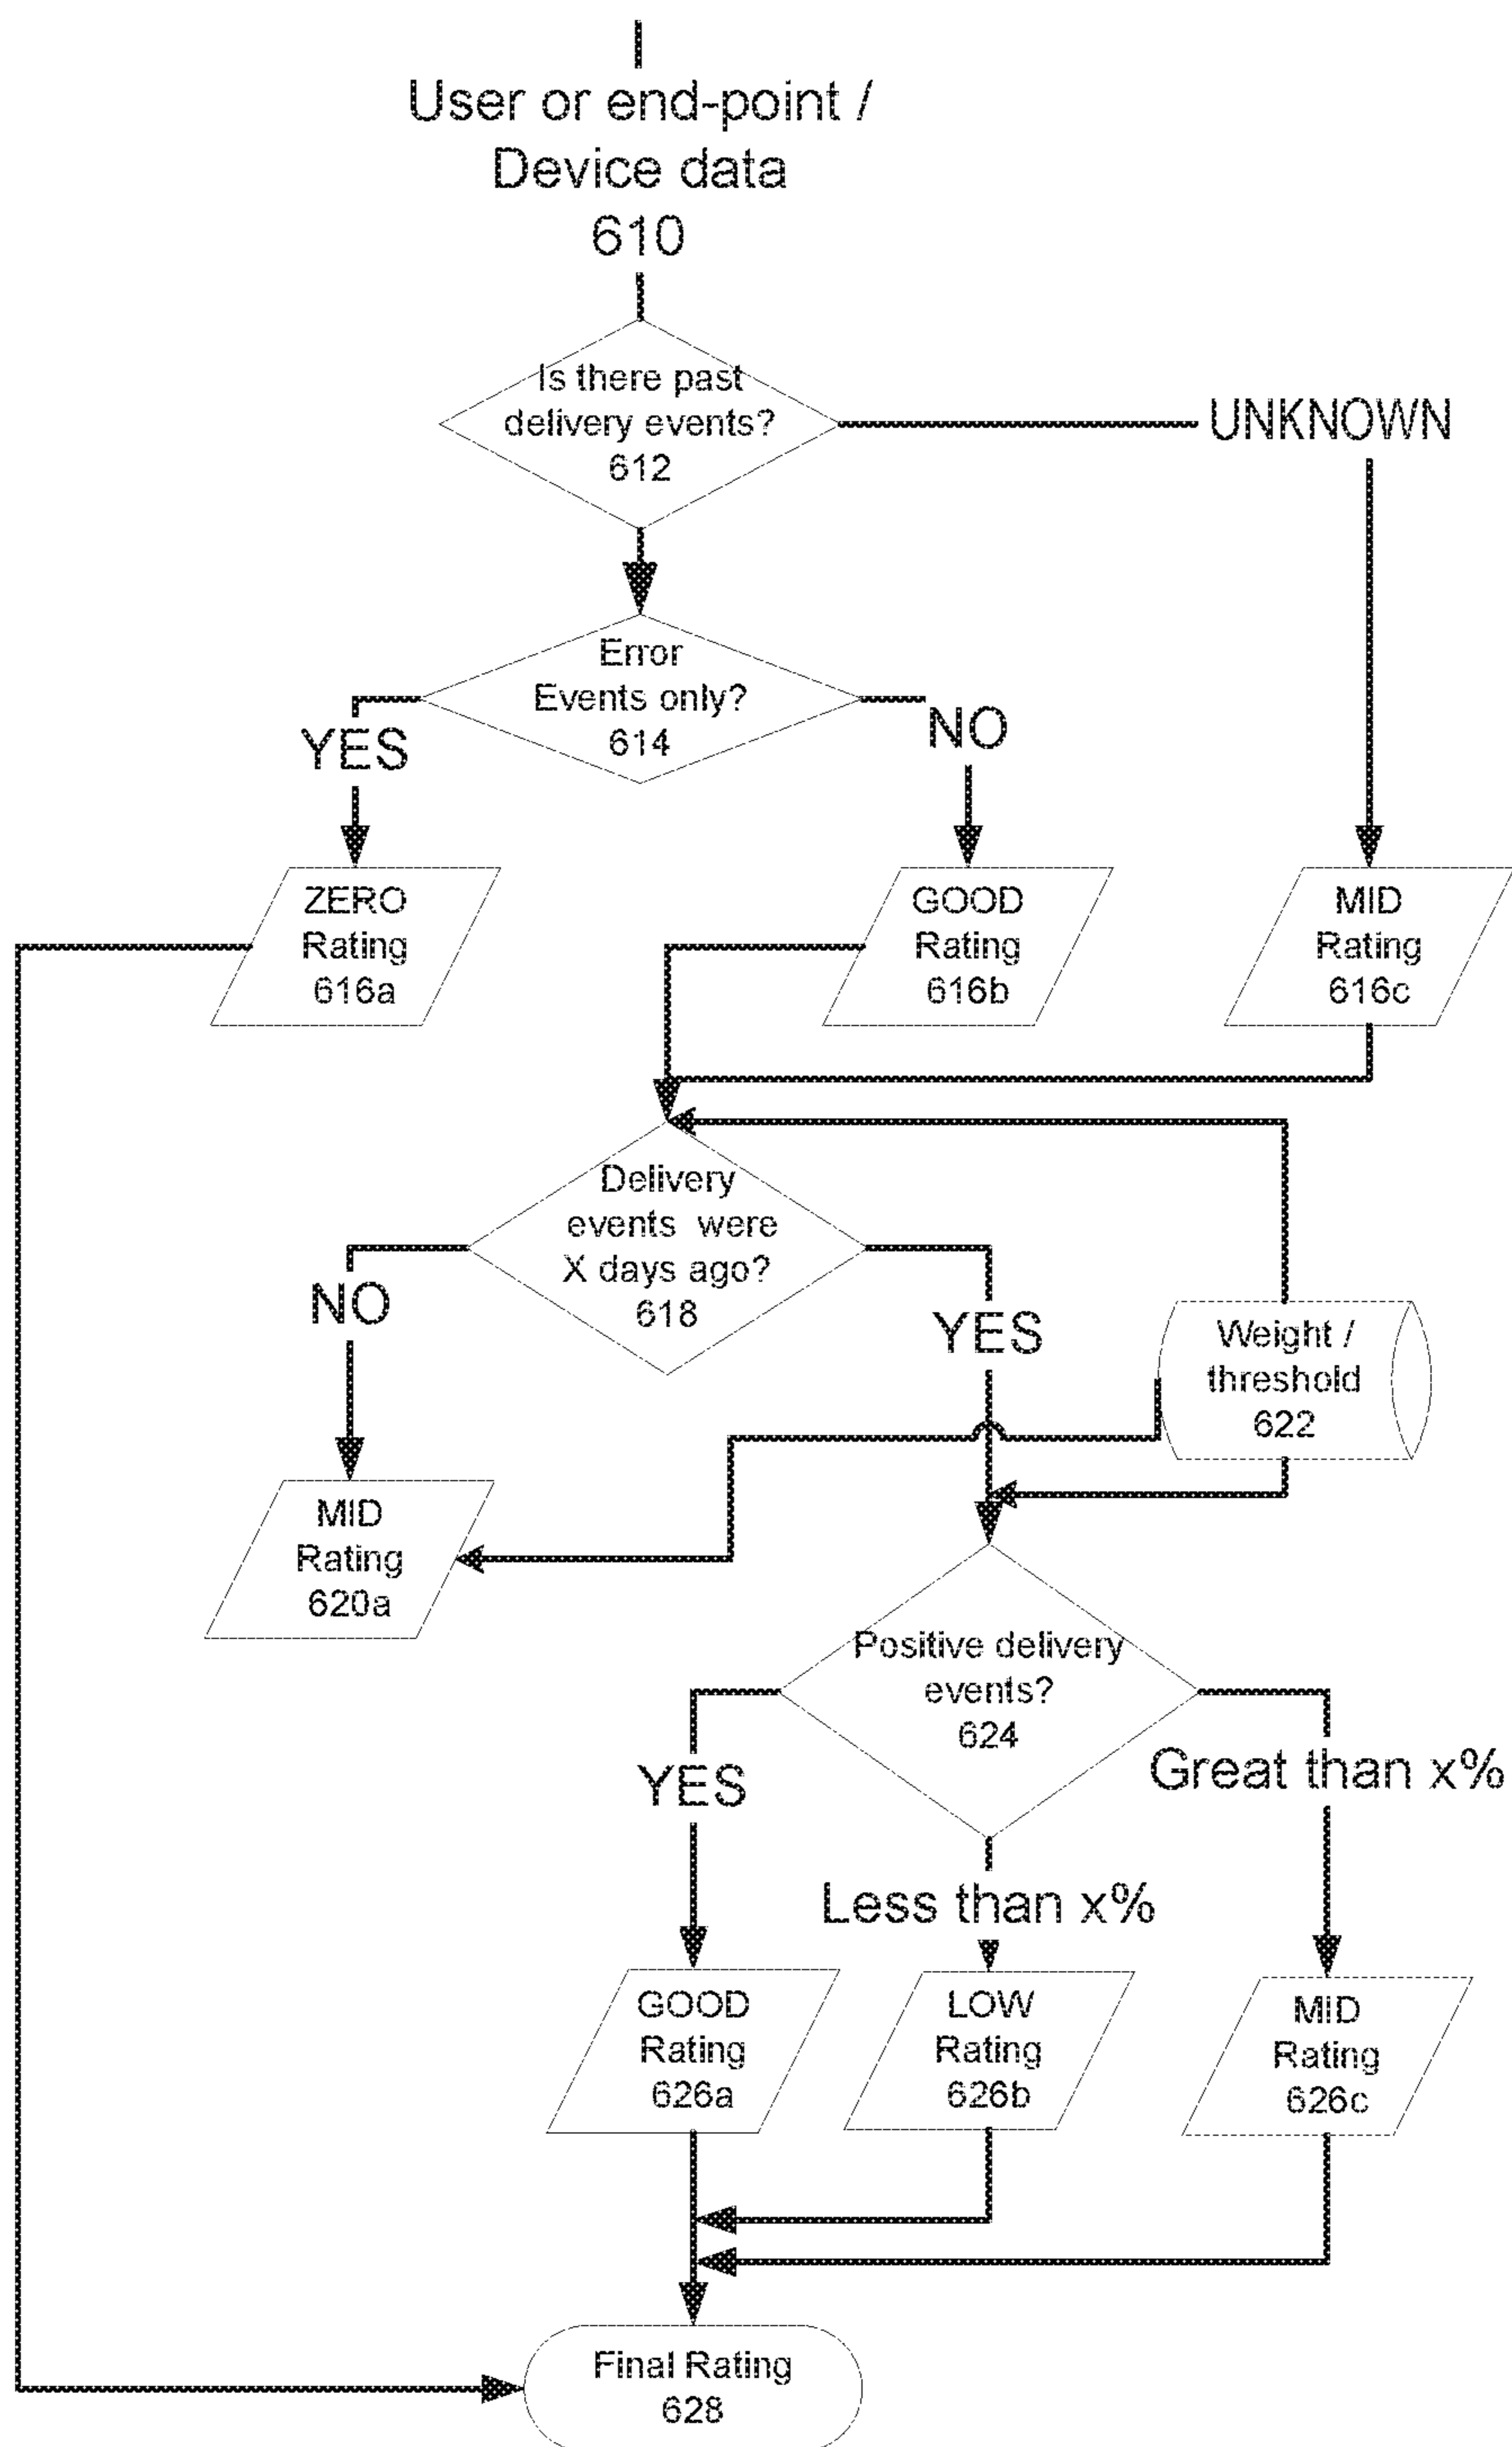 User or end-point /
Device data
610
Is there past
delivery events?
612
UNKNOWN
Error
Events only?
614
YES
NO
ZERO
Rating
616a
GOOD
Rating
616b
MID
Rating
616c
Delivery
events were
X days ago?
618
NO
YES
Weight /
threshold
622
MID
Rating
620a
Positive delivery
events?
624
YES
Great than x%
Less than x%
GOOD
Rating
626a
LOW
Rating
626b
MID
Rating
626c
Final Rating
628